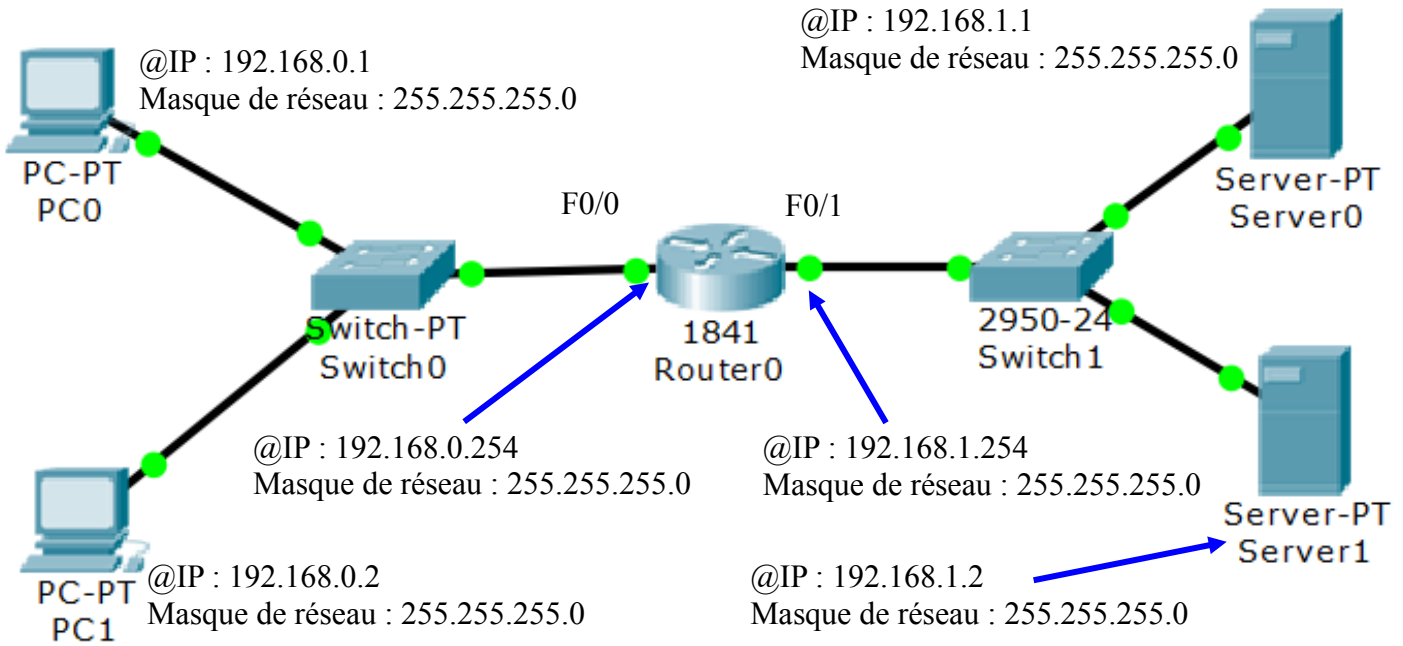 @IP : 192.168.0.1
Masque de réseau : 255.255.255.0
PC-PT
PC0
@IP : 192.168.1.1
Masque de réseau : 255.255.255.0
Server-PT
Server0
F0/0
F0/1
Switch-PT
Switch0
1841
Router0
2950-24
Switch1
@IP : 192.168.0.254
Masque de réseau : 255.255.255.0
@IP : 192.168.1.254
Masque de réseau : 255.255.255.0
Server-PT
Server1
PC-PT
PC1
@IP : 192.168.0.2
Masque de réseau : 255.255.255.0
@IP : 192.168.1.2
Masque de réseau : 255.255.255.0